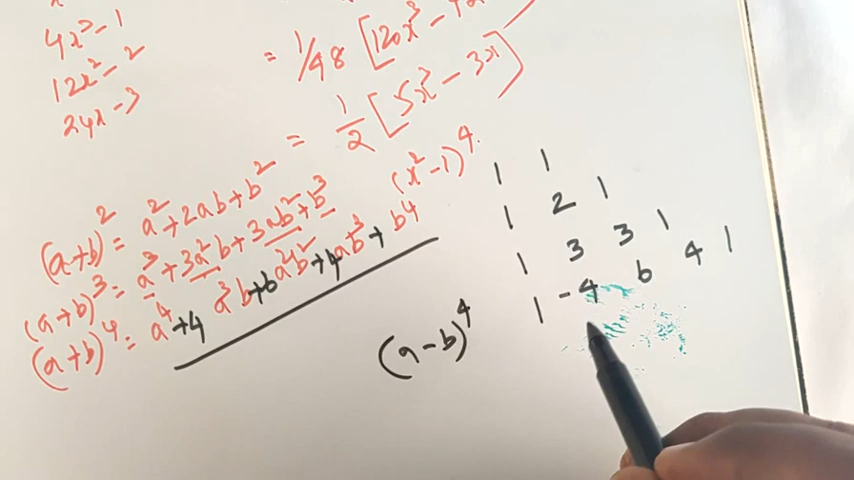 4x³-1
12x²-2
24x-3
= 1/48 [120x³-72x
= 1/2 [5x³-3x]
(a+b)² = a²+2ab+b²
(a+b)³ = a³+3a²b+3ab²+b³
(x²-1)⁴.
(a+b)⁴ = a⁴+4a³b+6a²b²+4ab³+b4
(a-b)⁴
1 1
1 2 1
1 3 3 1
1 -4 6 4 1